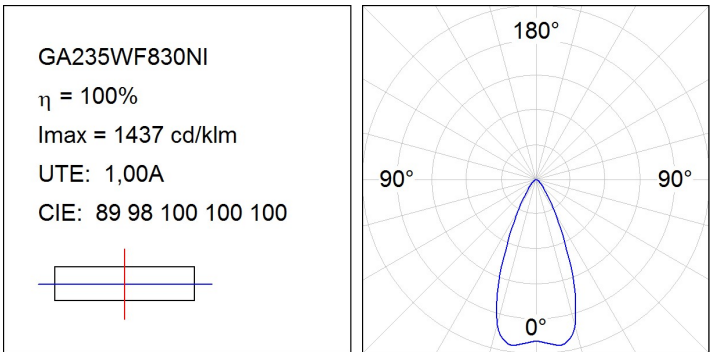 GA235WF830NI
η = 100%
Imax = 1437 cd/klm
UTE: 1,00A
CIE: 89 98 100 100 100
180°
90° 90°
0°